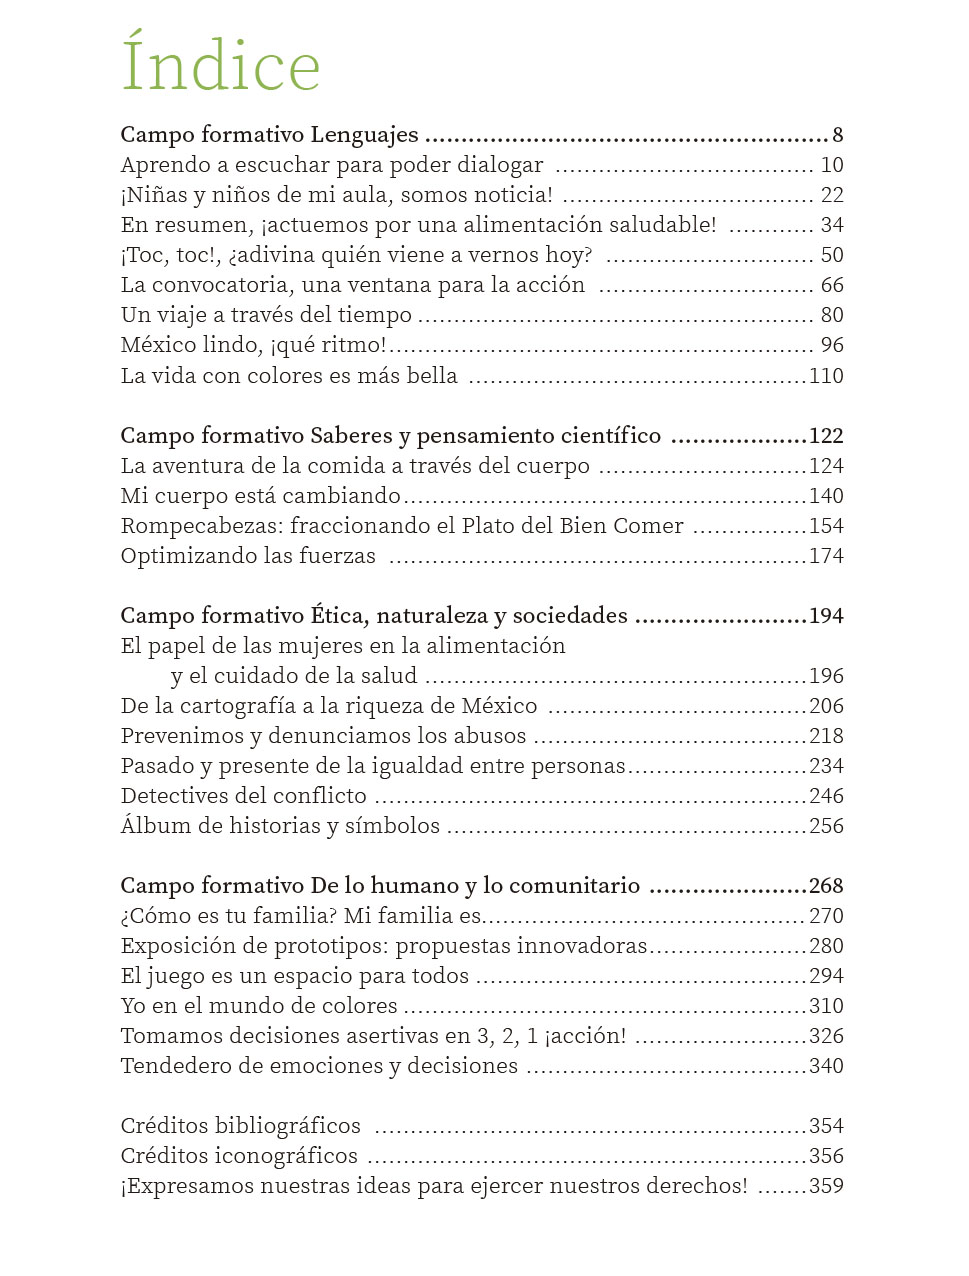 Índice
Campo formativo Lenguajes ........................................................ 8
Aprendo a escuchar para poder dialogar .................................... 10
¡Niñas y niños de mi aula, somos noticia! ................................... 22
En resumen, ¡actuemos por una alimentación saludable! ............ 34
¡Toc, toc!, ¿adivina quién viene a vernos hoy? ............................. 50
La convocatoria, una ventana para la acción .............................. 66
Un viaje a través del tiempo ....................................................... 80
México lindo, ¡qué ritmo!........................................................... 96
La vida con colores es más bella ...............................................110
Campo formativo Saberes y pensamiento científico ...................122
La aventura de la comida a través del cuerpo .............................124
Mi cuerpo está cambiando........................................................140
Rompecabezas: fraccionando el Plato del Bien Comer ................154
Optimizando las fuerzas ..........................................................174
Campo formativo Ética, naturaleza y sociedades ........................194
El papel de las mujeres en la alimentación
y el cuidado de la salud .....................................................196
De la cartografía a la riqueza de México ....................................206
Prevenimos y denunciamos los abusos ......................................218
Pasado y presente de la igualdad entre personas.........................234
Detectives del conflicto ............................................................246
Álbum de historias y símbolos ..................................................256
Campo formativo De lo humano y lo comunitario ......................268
¿Cómo es tu familia? Mi familia es.............................................270
Exposición de prototipos: propuestas innovadoras......................280
El juego es un espacio para todos ..............................................294
Yo en el mundo de colores ........................................................310
Tomamos decisiones asertivas en 3, 2, 1 ¡acción! ........................326
Tendedero de emociones y decisiones .......................................340
Créditos bibliográficos ............................................................354
Créditos iconográficos .............................................................356
¡Expresamos nuestras ideas para ejercer nuestros derechos! .......359